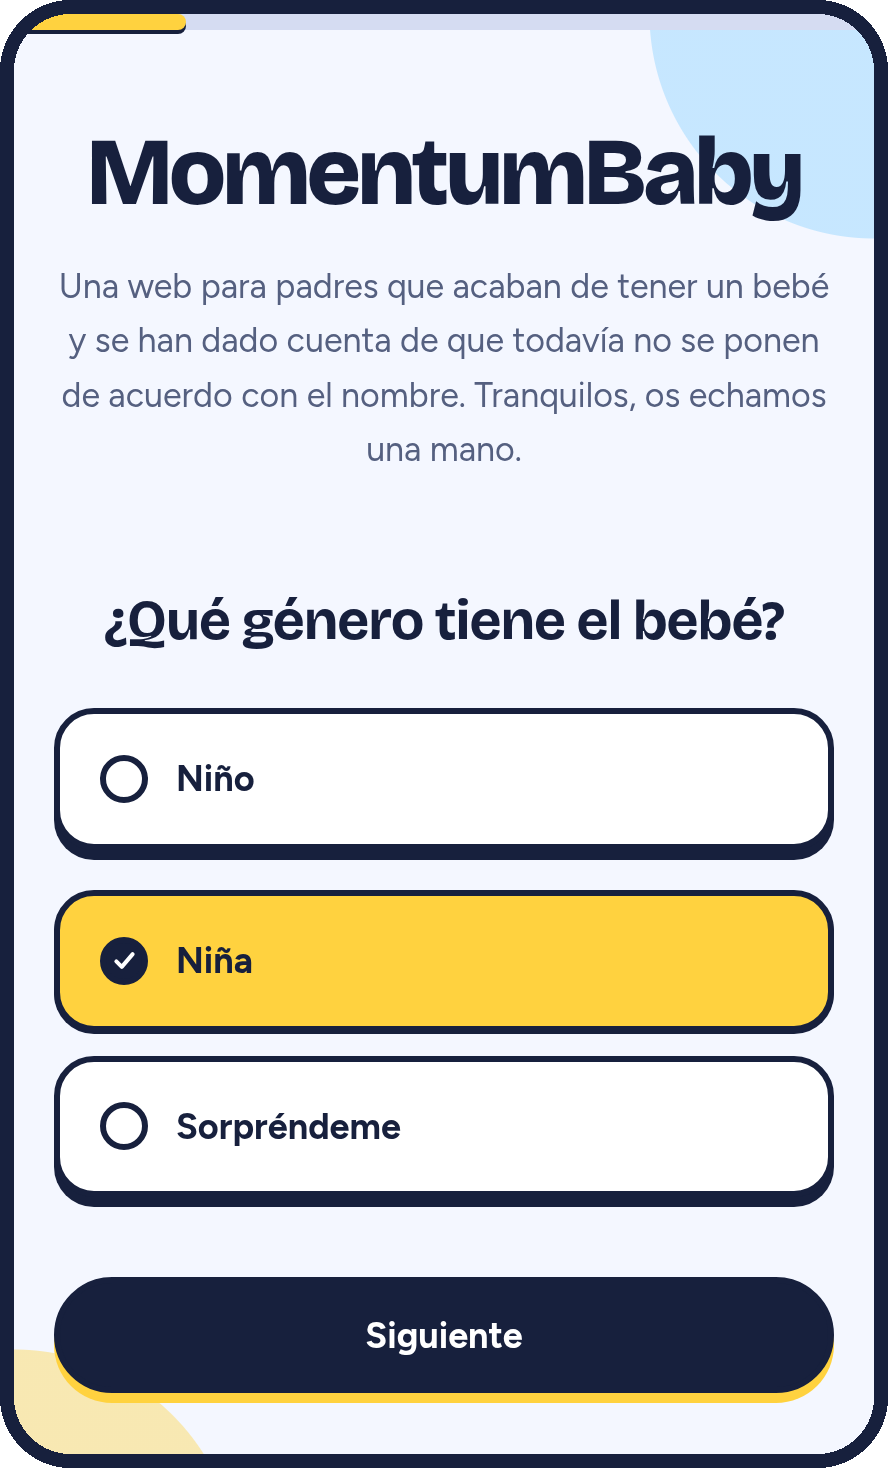 MomentumBaby
Una web para padres que acaban de tener un bebé
y se han dado cuenta de que todavía no se ponen
de acuerdo con el nombre. Tranquilos, os echamos
una mano.
¿Qué género tiene el bebé?
Niño
Niña
Sorpréndeme
Siguiente